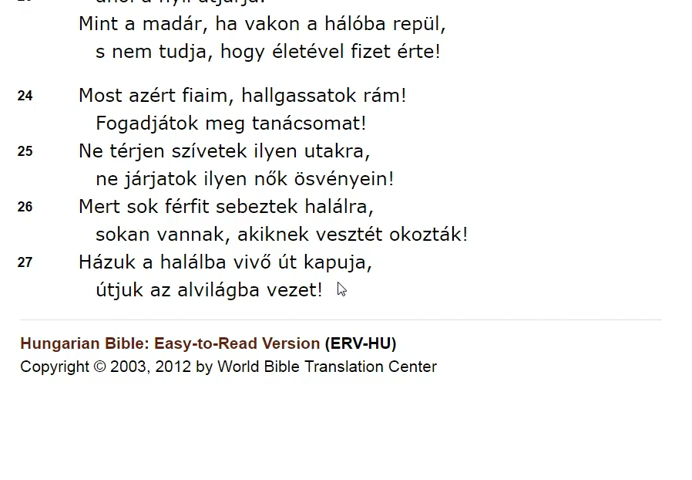 ahol a nyíl átjárja.
Mint a madár, ha vakon a hálóba repül,
s nem tudja, hogy életével fizet érte!
24 Most azért fiaim, hallgassatok rám!
Fogadjátok meg tanácsomat!
25 Ne térjen szívetek ilyen utakra,
ne járjatok ilyen nők ösvényein!
26 Mert sok férfit sebeztek halálra,
sokan vannak, akiknek vesztét okozták!
27 Házuk a halálba vivő út kapuja,
útjuk az alvilágba vezet!
Hungarian Bible: Easy-to-Read Version (ERV-HU)
Copyright © 2003, 2012 by World Bible Translation Center